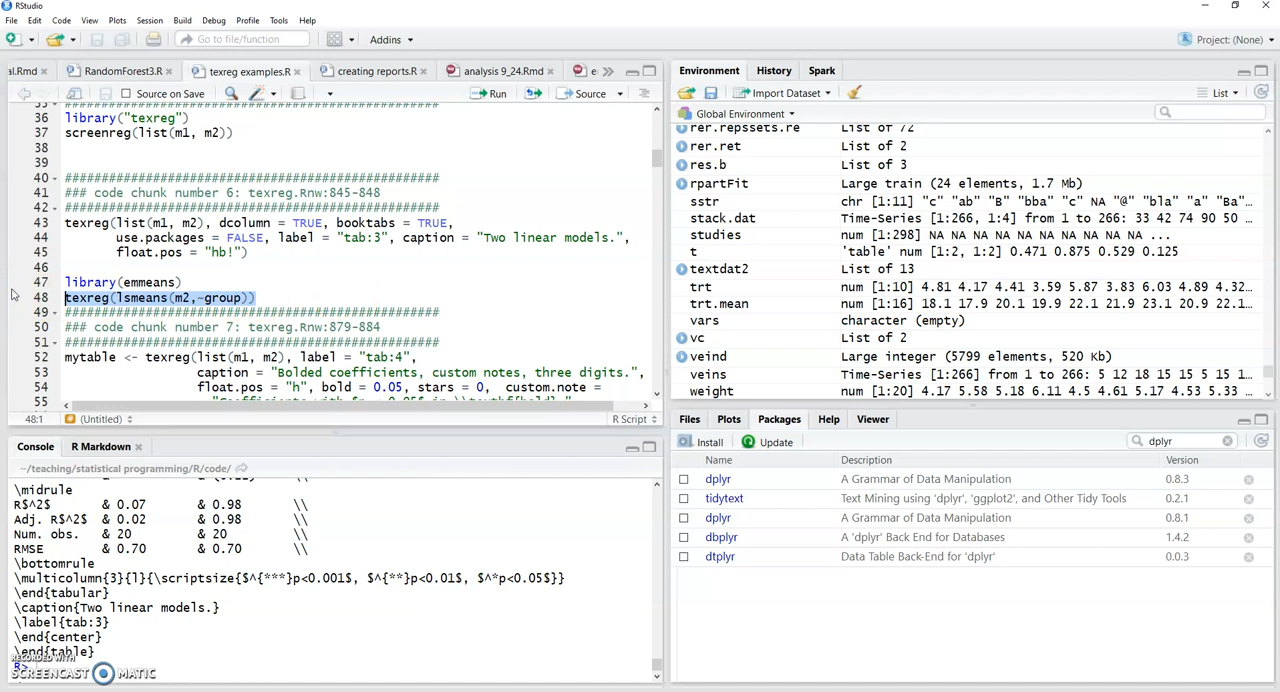 RStudio
File Edit Code View Plots Session Build Debug Profile Tools Help
Go to file/function Addins Project: (None)
al.Rmd RandomForest3.R texreg examples.R creating reports.R analysis 9_24.Rmd e
Source on Save Run Source
35 ##################################################
36 library("texreg")
37 screenreg(list(m1, m2))
38
39
40 ##################################################
41 ### code chunk number 6: texreg.Rnw:845-848
42 ##################################################
43 texreg(list(m1, m2), dcolumn = TRUE, booktabs = TRUE,
44 use.packages = FALSE, label = "tab:3", caption = "Two linear models.",
45 float.pos = "hb!")
46
47 library(emmeans)
48 texreg(lsmeans(m2,~group))
49 ##################################################
50 ### code chunk number 7: texreg.Rnw:879-884
51 ##################################################
52 mytable <- texreg(list(m1, m2), label = "tab:4",
53 caption = "Bolded coefficients, custom notes, three digits.",
54 float.pos = "h", bold = 0.05, stars = 0, custom.note =
55
48:1 (Untitled) R Script
Console R Markdown
~/teaching/statistical programming/R/code/
\midrule
R$^2$ & 0.07 & 0.98 \\
Adj. R$^2$ & 0.02 & 0.98 \\
Num. obs. & 20 & 20 \\
RMSE & 0.70 & 0.70 \\
\bottomrule
\multicolumn{3}{l}{\scriptsize{$^{***}p<0.001$, $^{**}p<0.01$, $^*p<0.05$}}
\end{tabular}
\caption{Two linear models.}
\label{tab:3}
\end{center}
\end{table}
R>
RECORDED WITH
SCREENCAST MATIC
Environment History Spark
Import Dataset List
Global Environment
rer.repssets.re List of 72
rer.ret List of 2
res.b List of 3
rpartFit Large train (24 elements, 1.7 Mb)
sstr chr [1:11] "c" "ab" "B" "bba" "c" NA "@" "bla" "a" "Ba"…
stack.dat Time-Series [1:266, 1:4] from 1 to 266: 33 42 74 90 50 …
studies num [1:298] NA NA NA NA NA NA NA NA NA ...
t 'table' num [1:2, 1:2] 0.471 0.875 0.529 0.125
textdat2 List of 13
trt num [1:10] 4.81 4.17 4.41 3.59 5.87 3.83 6.03 4.89 4.32…
trt.mean num [1:16] 18.1 17.9 20.1 19.9 22.1 21.9 23.1 20.9 22.1…
vars character (empty)
vc List of 2
veind Large integer (5799 elements, 520 Kb)
veins Time-Series [1:266] from 1 to 266: 5 12 18 15 15 5 15 1…
weight num [1:20] 4.17 5.58 5.18 6.11 4.5 4.61 5.17 4.53 5.33 …
Files Plots Packages Help Viewer
Install Update dplyr
Name Description Version
dplyr A Grammar of Data Manipulation 0.8.3
tidytext Text Mining using 'dplyr', 'ggplot2', and Other Tidy Tools 0.2.1
dplyr A Grammar of Data Manipulation 0.8.1
dbplyr A 'dplyr' Back End for Databases 1.4.2
dtplyr Data Table Back-End for 'dplyr' 0.0.3